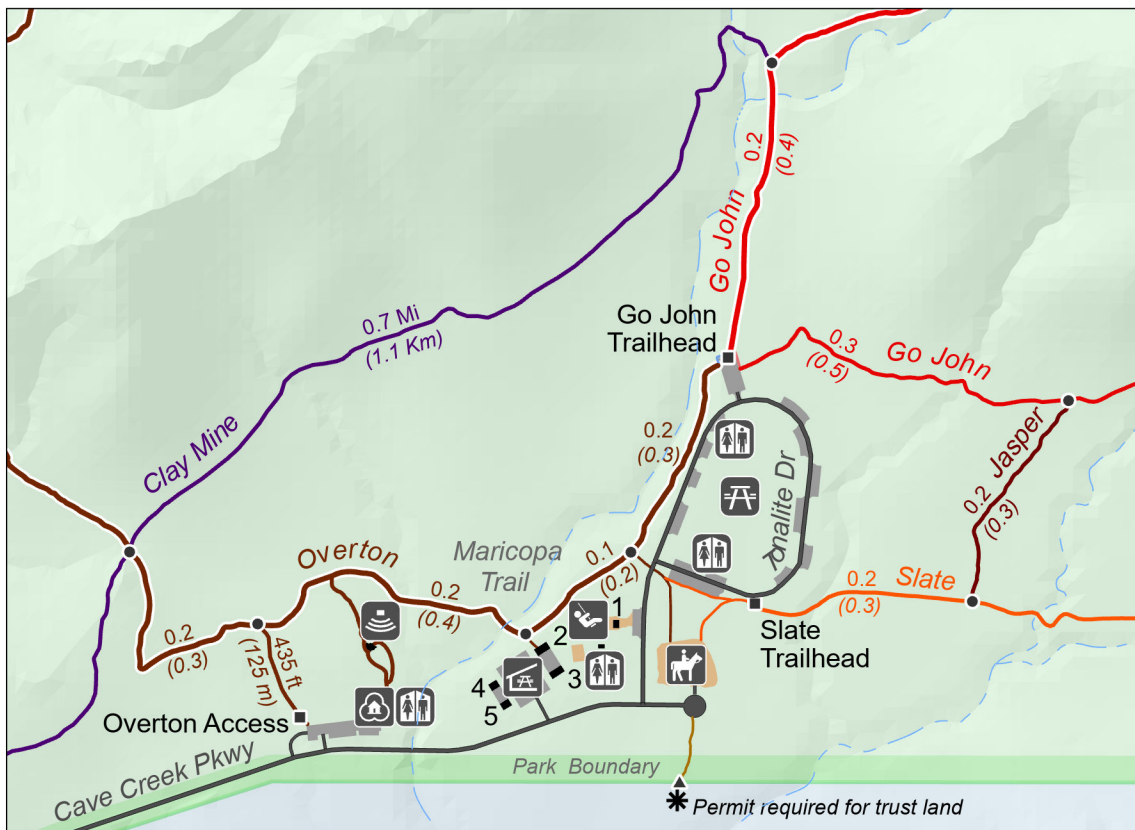 0.2
(0.4)
Go John
Go John
Trailhead
0.3
(0.5)
Go John
0.7 Mi
(1.1 Km)
Clay Mine
0.2
(0.3)
Jasper
0.2
(0.3)
Tonalite Dr
Maricopa
Trail
0.1
(0.2)
Overton
0.2
(0.4)
0.2
(0.3)
435 ft
(125 m)
Overton Access
1
2
3
4
5
0.2
(0.3)
Slate
Slate
Trailhead
Cave Creek Pkwy
Park Boundary
Permit required for trust land